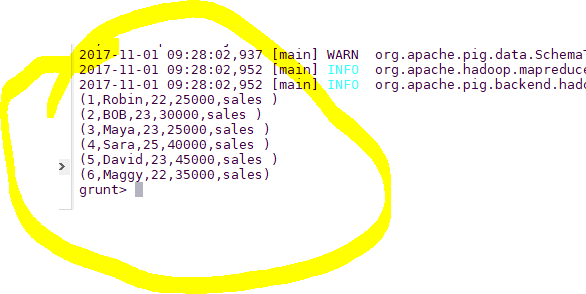 2017-11-01 09:28:02,937 [main] WARN  org.apache.pig.data.SchemaT
2017-11-01 09:28:02,952 [main] INFO  org.apache.hadoop.mapreduce
2017-11-01 09:28:02,952 [main] INFO  org.apache.pig.backend.hado
(1,Robin,22,25000,sales )
(2,BOB,23,30000,sales )
(3,Maya,23,25000,sales )
(4,Sara,25,40000,sales )
(5,David,23,45000,sales )
(6,Maggy,22,35000,sales)
grunt>